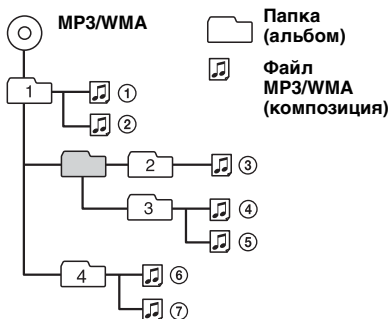 MP3/WMA
Папка
(альбом)
Файл
MP3/WMA
(композиция)
1
①
②
2
③
3
④
⑤
4
⑥
⑦